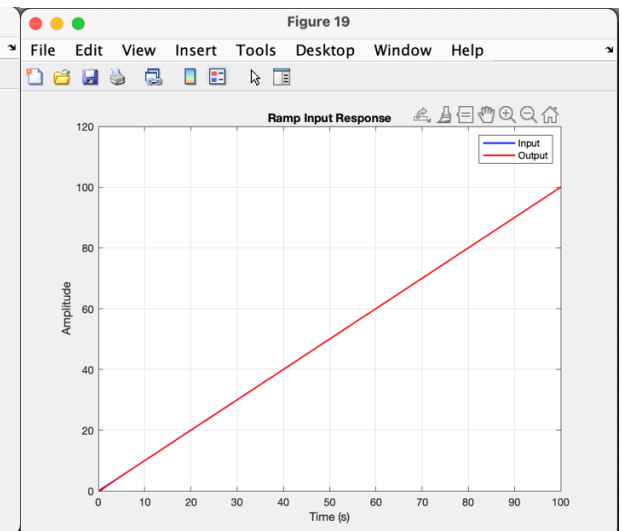 Figure 19
File Edit View Insert Tools Desktop Window Help
Ramp Input Response
Input
Output
120
100
80
60
40
20
0
Amplitude
0 10 20 30 40 50 60 70 80 90 100
Time (s)